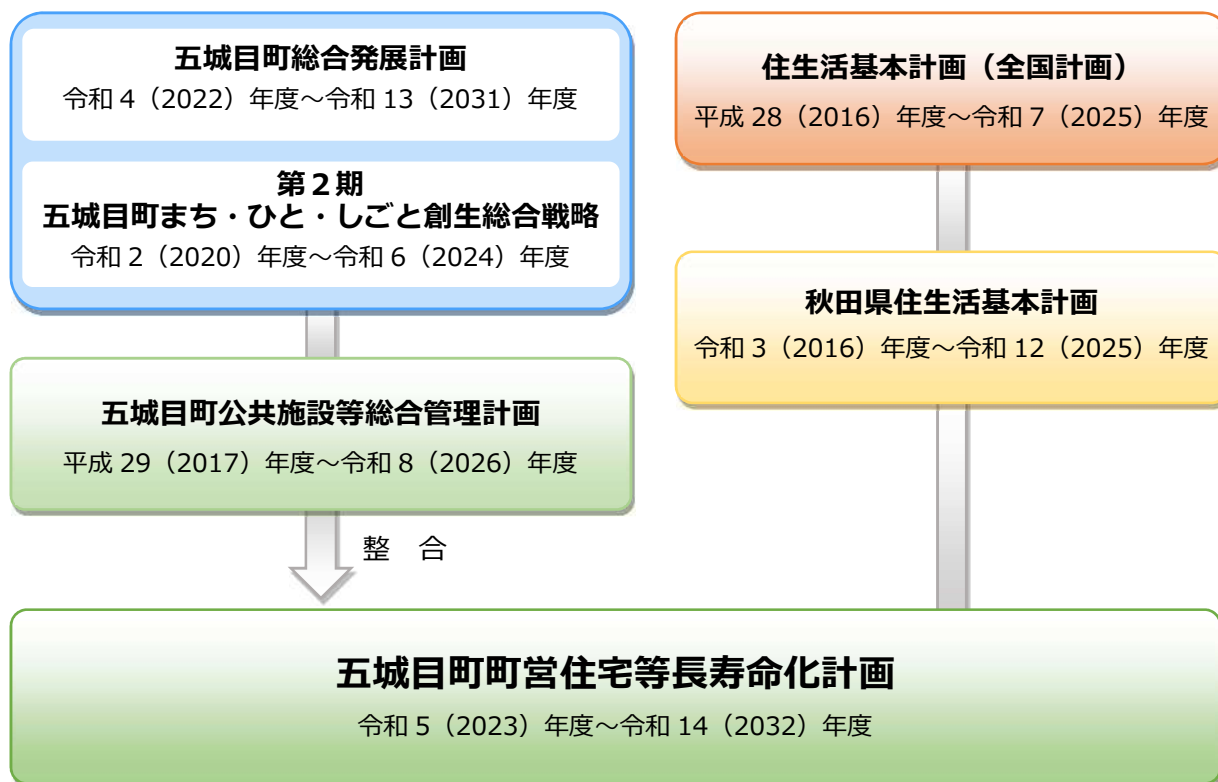 五城目町総合発展計画
令和 4（2022）年度～令和 13（2031）年度
第２期
五城目町まち・ひと・しごと創生総合戦略
令和 2（2020）年度～令和 6（2024）年度
五城目町公共施設等総合管理計画
平成 29（2017）年度～令和 8（2026）年度
整　合
住生活基本計画（全国計画）
平成 28（2016）年度～令和 7（2025）年度
秋田県住生活基本計画
令和 3（2016）年度～令和 12（2025）年度
五城目町町営住宅等長寿命化計画
令和 5（2023）年度～令和 14（2032）年度